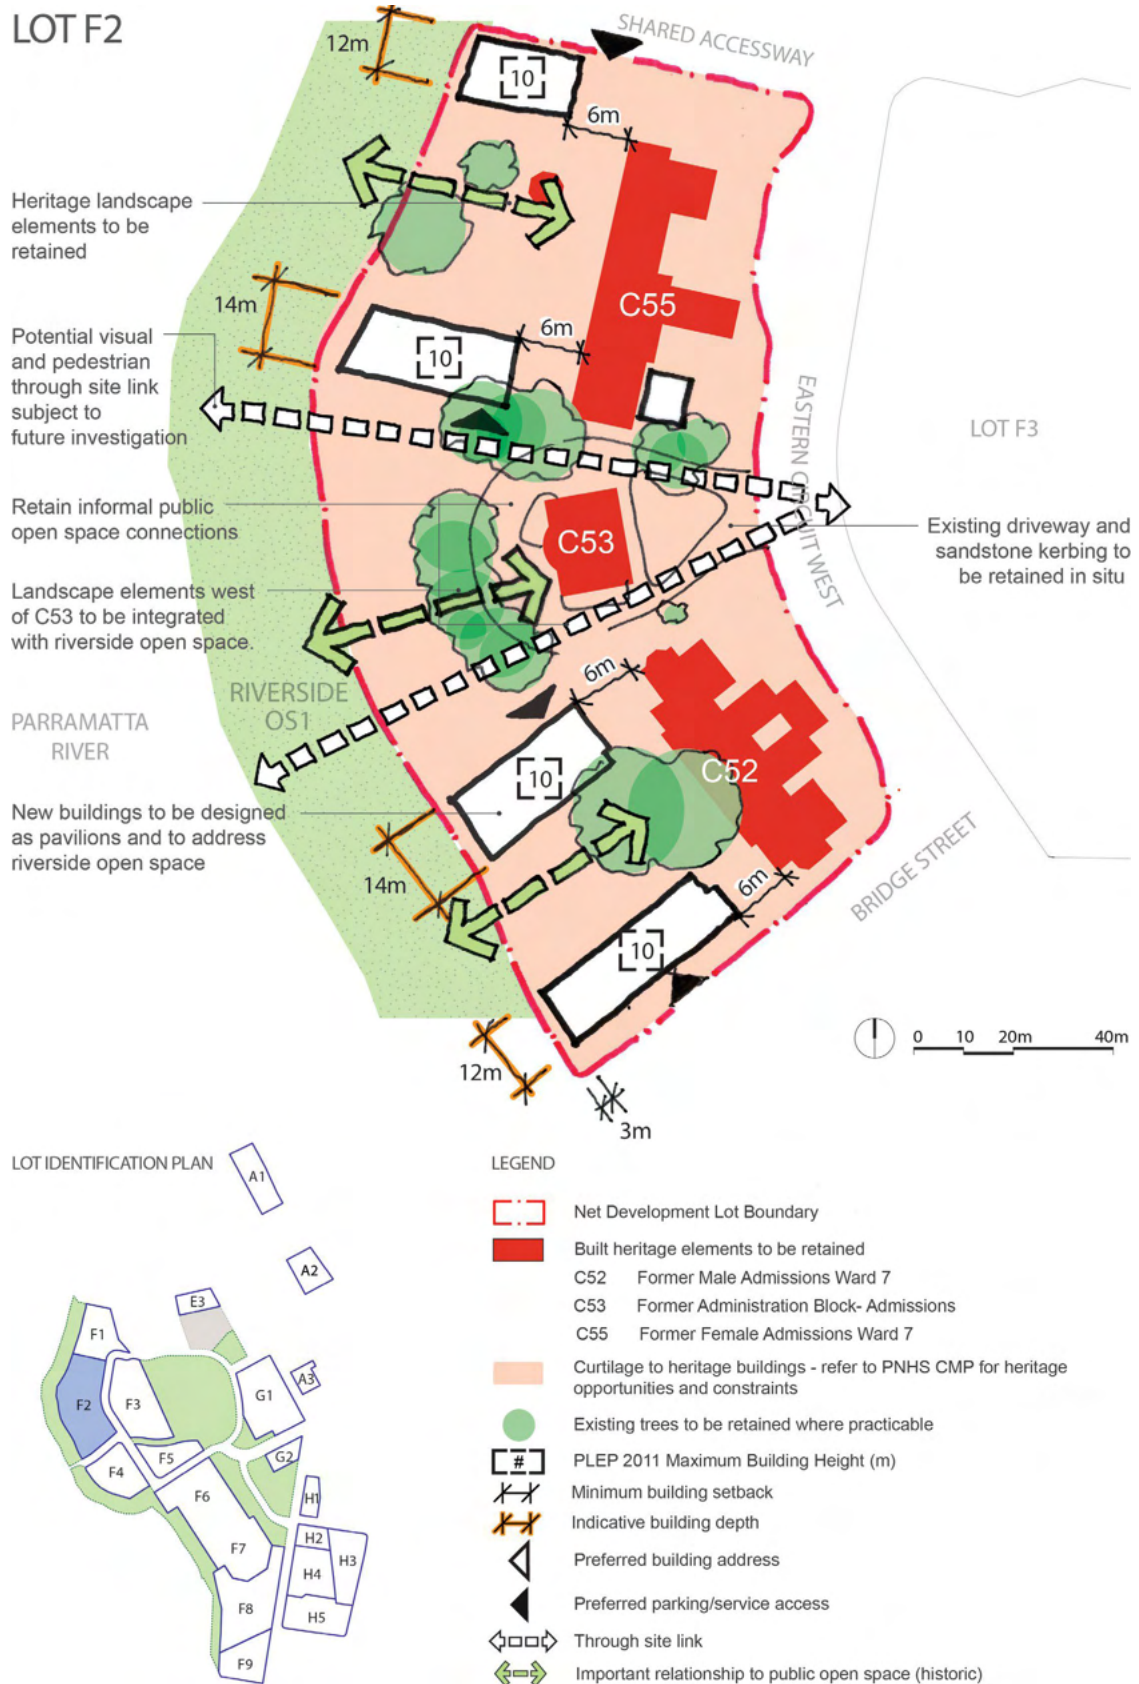 LOT F2
12m
SHARED ACCESSWAY
10
6m
Heritage landscape
elements to be
retained
14m
C55
Potential visual
and pedestrian
through site link
subject to
future investigation
10
6m
EASTERN CIRCUIT WEST
LOT F3
Retain informal public
open space connections
C53
Existing driveway and
sandstone kerbing to
be retained in situ
Landscape elements west
of C53 to be integrated
with riverside open space.
6m
RIVERSIDE
OS1
PARRAMATTA
RIVER
10
C52
New buildings to be designed
as pavilions and to address
riverside open space
14m
6m
BRIDGE STREET
10
12m
3m
0 10 20m 40m
LOT IDENTIFICATION PLAN
A1
A2
E3
F1
F2
F3
G1
A3
F4
F5
G2
F6
H1
F7
H2
H3
H4
F8
H5
F9
LEGEND
Net Development Lot Boundary
Built heritage elements to be retained
C52 Former Male Admissions Ward 7
C53 Former Administration Block- Admissions
C55 Former Female Admissions Ward 7
Curtilage to heritage buildings - refer to PNHS CMP for heritage
opportunities and constraints
Existing trees to be retained where practicable
# PLEP 2011 Maximum Building Height (m)
Minimum building setback
Indicative building depth
Preferred building address
Preferred parking/service access
Through site link
Important relationship to public open space (historic)